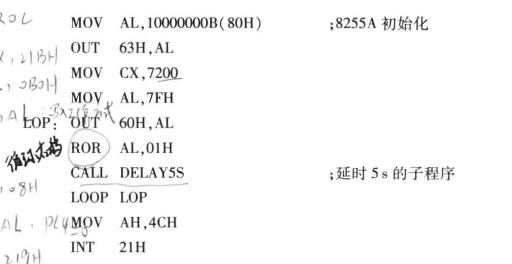 ROL
MOV AL,10000000B(80H) ;8255A 初始化
OUT 63H,AL
, 21BH
MOV CX,7200
, 0B0H
MOV AL,7FH
, AL
LOP: OUT 60H,AL
循环右移
ROR AL,01H
CALL DELAY5S ;延时 5 s 的子程序
, 08H
LOOP LOP
AL,
MOV AH,4CH
INT 21H
, 219H